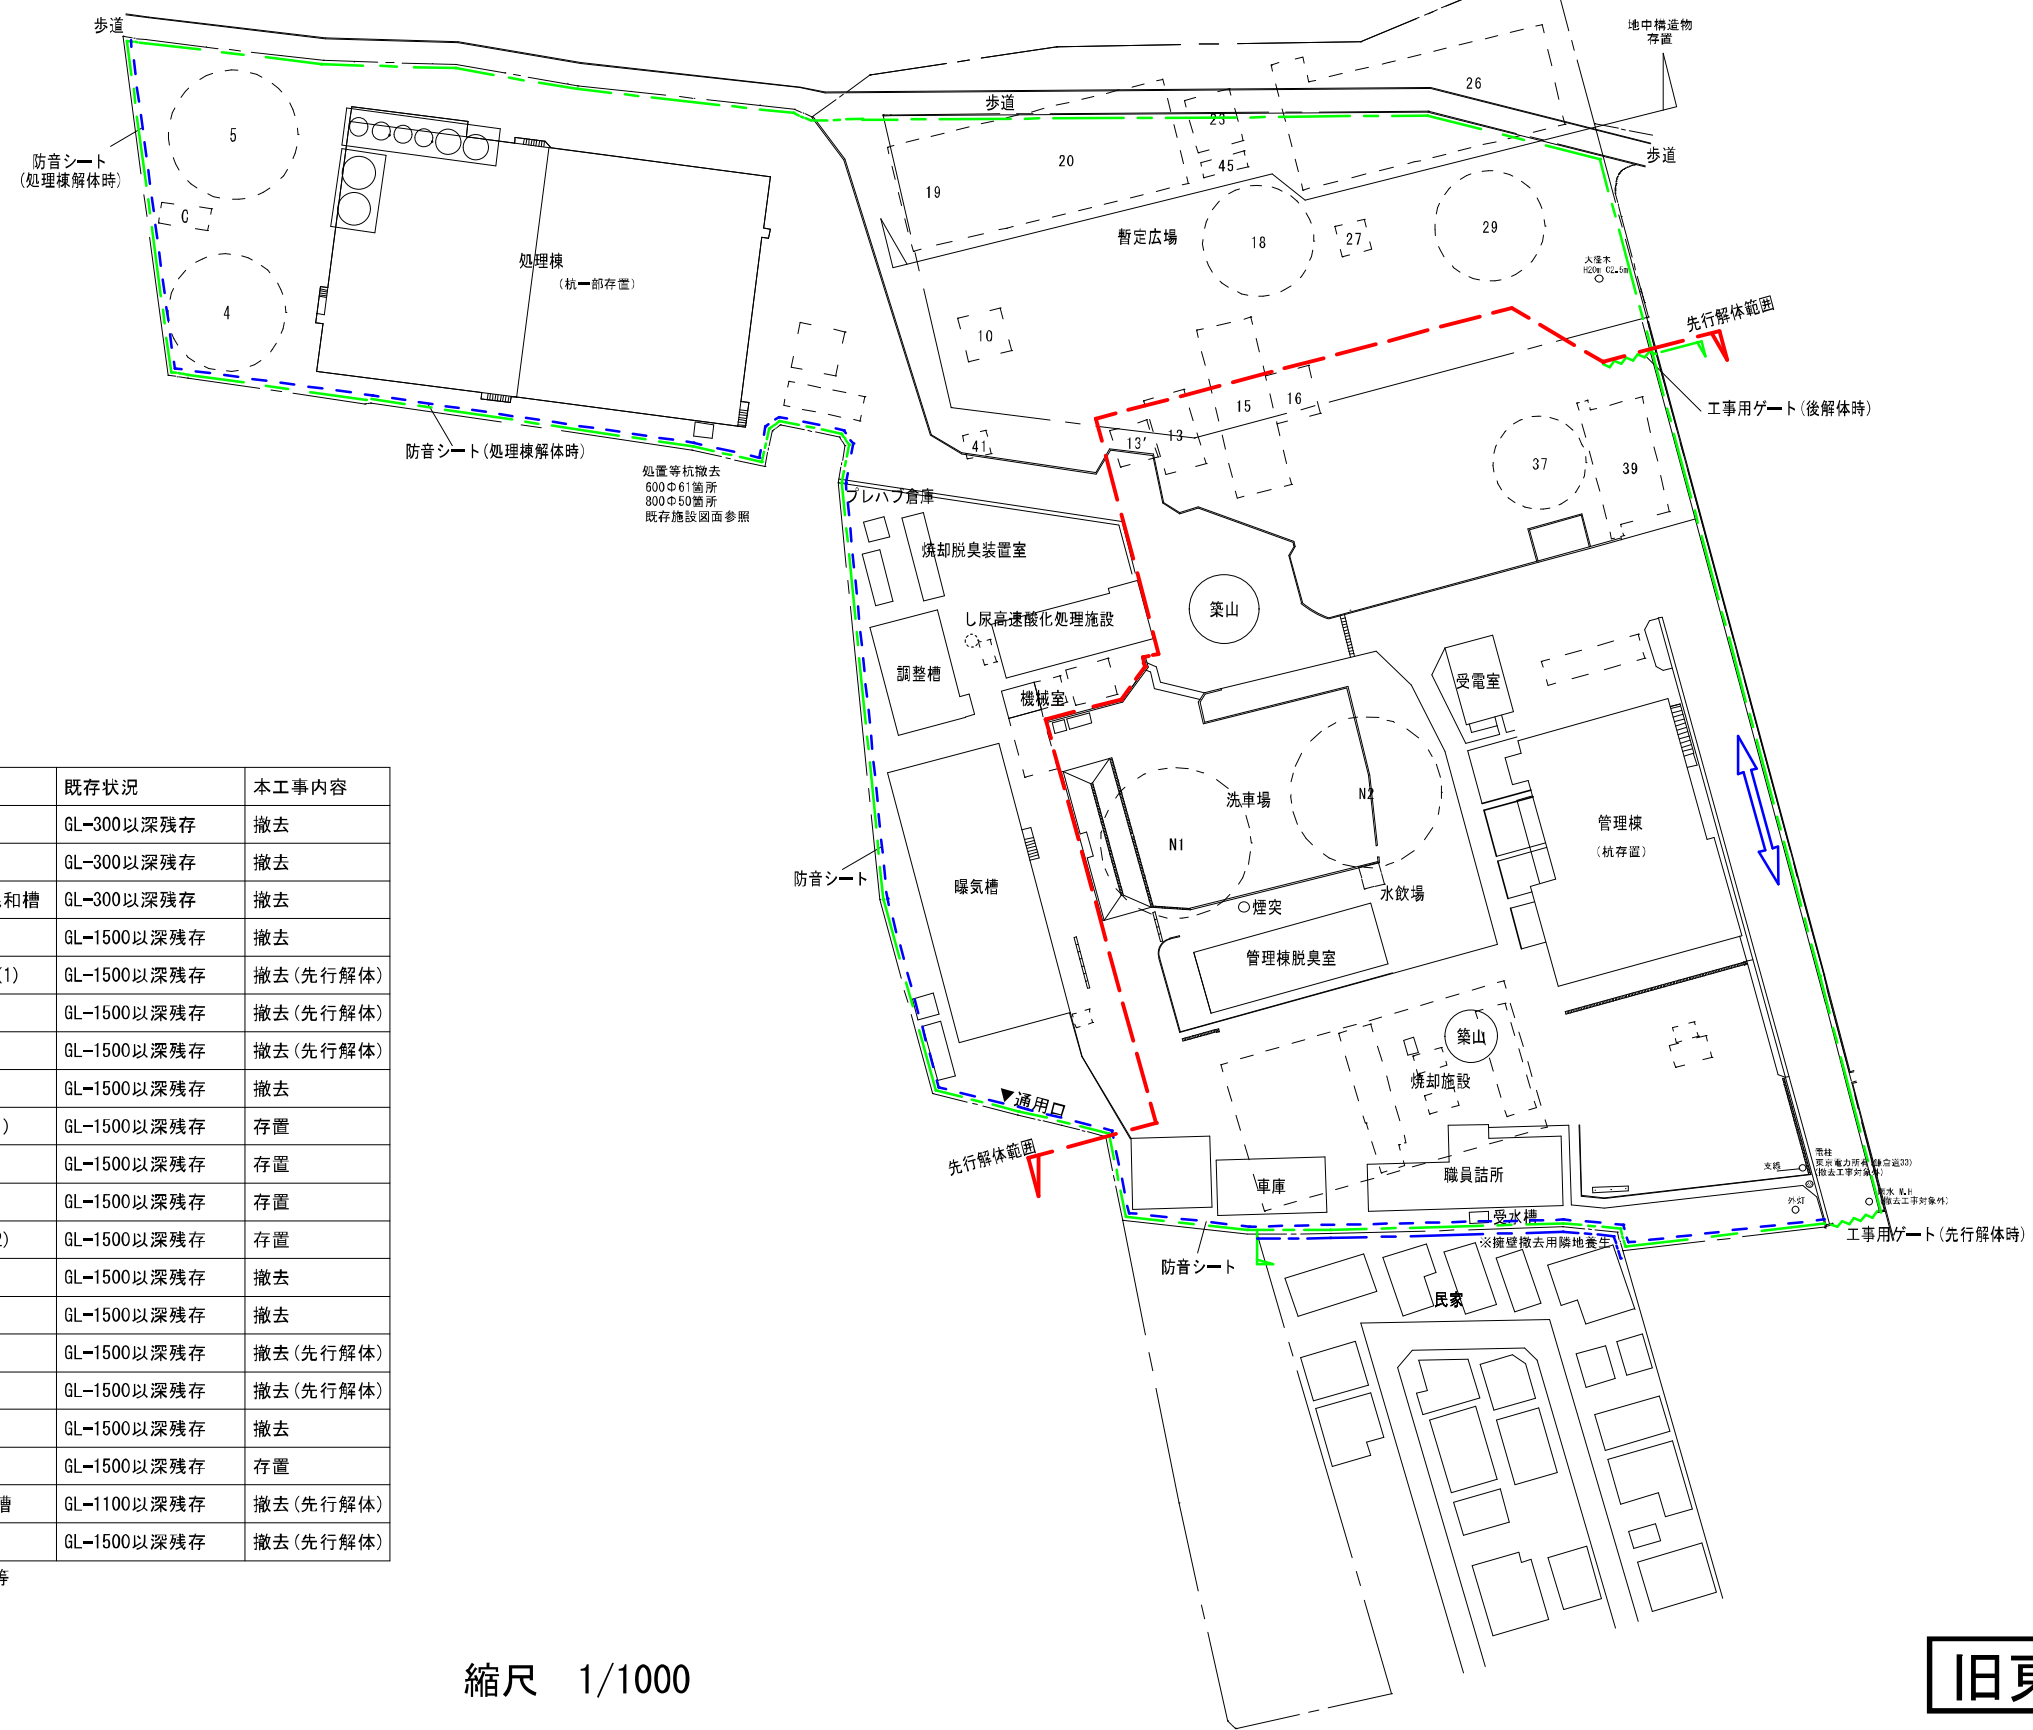 歩道
地中構造物
存置
26
歩道
23
5
防音シート
(処理棟解体時)
20
45
歩道
19
C
29
暫定広場
18
27
処理棟
(杭一部存置)
大径木
H20m C2.5m
4
10
先行解体範囲
15
16
工事用ゲート(後解体時)
13'
13
41
防音シート(処理棟解体時)
37
39
処置等杭撤去
600Φ61箇所
800Φ50箇所
既存施設図面参照
プレハブ倉庫
焼却脱臭装置室
築山
し尿高速酸化処理施設
調整槽
受電室
機械室
洗車場
N2
管理棟
(杭存置)
N1
防音シート
曝気槽
水飲場
煙突
管理棟脱臭室
築山
焼却施設
▼通用口
先行解体範囲
車庫
職員詰所
受水槽
支線
電柱
外灯
(撤去工事対象外)
工事用ゲート(先行解体時)
※擁壁撤去用隣地養生
防音シート
民家
既存状況 本工事内容
GL-300以深残存 撤去
GL-300以深残存 撤去
和槽 GL-300以深残存 撤去
GL-1500以深残存 撤去
(1) GL-1500以深残存 撤去(先行解体)
GL-1500以深残存 撤去(先行解体)
GL-1500以深残存 撤去(先行解体)
GL-1500以深残存 撤去
) GL-1500以深残存 存置
GL-1500以深残存 存置
GL-1500以深残存 存置
2) GL-1500以深残存 存置
GL-1500以深残存 撤去
GL-1500以深残存 撤去
GL-1500以深残存 撤去(先行解体)
GL-1500以深残存 撤去(先行解体)
GL-1500以深残存 撤去
GL-1500以深残存 存置
槽 GL-1100以深残存 撤去(先行解体)
GL-1500以深残存 撤去(先行解体)
等
縮尺 1/1000
旧東